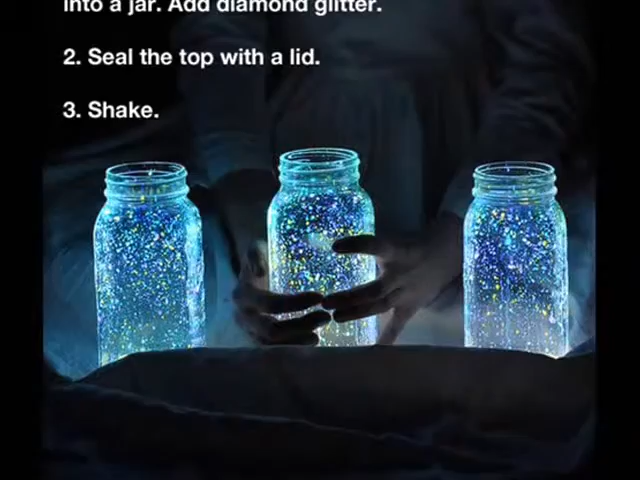 into a jar. Add diamond glitter.
2. Seal the top with a lid.
3. Shake.